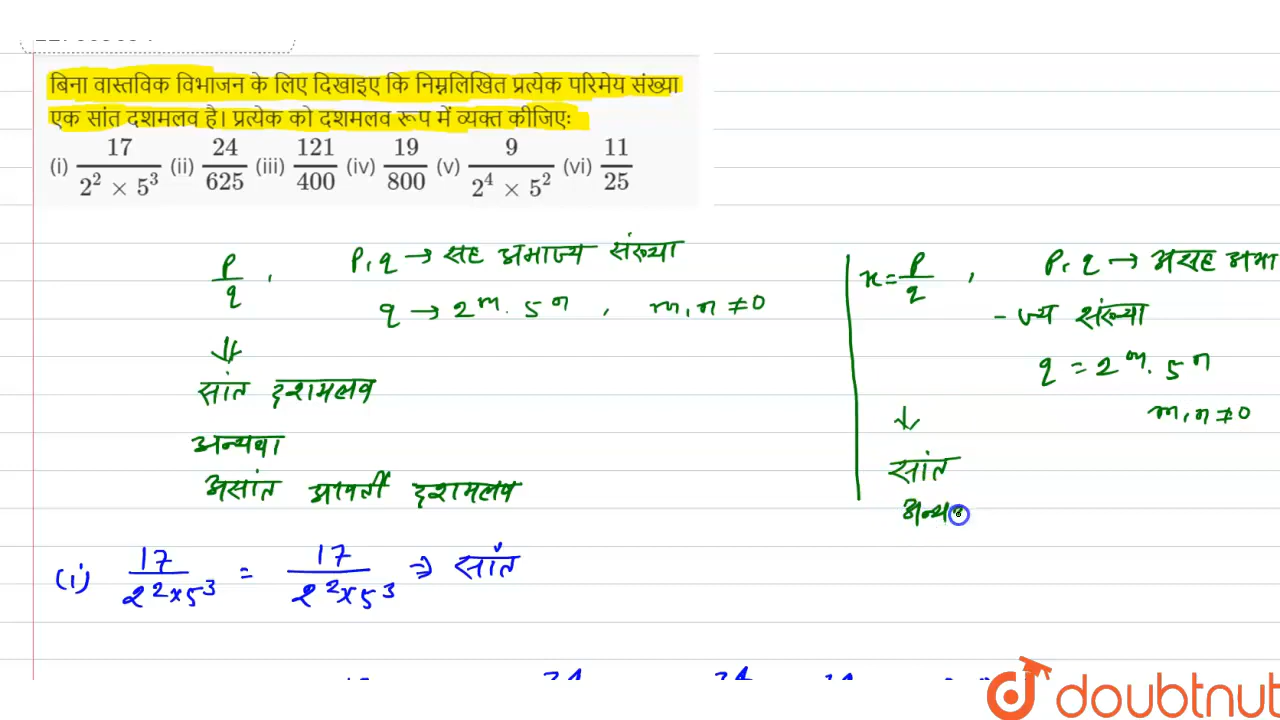 बिना वास्तविक विभाजन के लिए दिखाइए कि निम्नलिखित प्रत्येक परिमेय संख्या
एक सांत दशमलव है। प्रत्येक को दशमलव रूप में व्यक्त कीजिएः
(i) 17/2² × 5³ (ii) 24/625 (iii) 121/400 (iv) 19/800 (v) 9/2⁴ × 5² (vi) 11/25
p/q , P, q → सह अभाज्य संख्या
q → 2^m . 5^n , m, n ≠ 0
⇓
सांत दशमलव
अन्यथा
असांत आवर्ती दशमलव
x = P/q , P, q → असह अभा
- ज्य संख्या
q = 2^m . 5^n
m, n ≠ 0
↓
सांत
(i) 17/2² × 5³ = 17/2² × 5³ ⇒ सांत
doubtnut